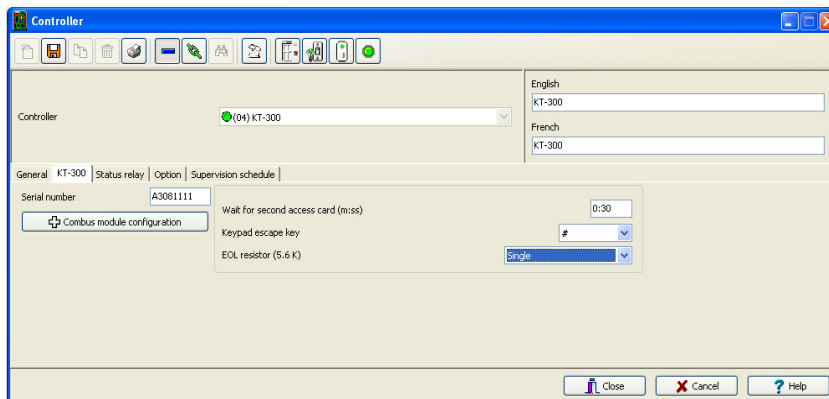 Controller
English
KT-300
Controller
(04) KT-300
French
KT-300
General KT-300 Status relay Option Supervision schedule
Serial number A3081111
Combus module configuration
Wait for second access card (m:ss) 0:30
Keypad escape key #
EOL resistor (5.6 K) Single
Close Cancel Help